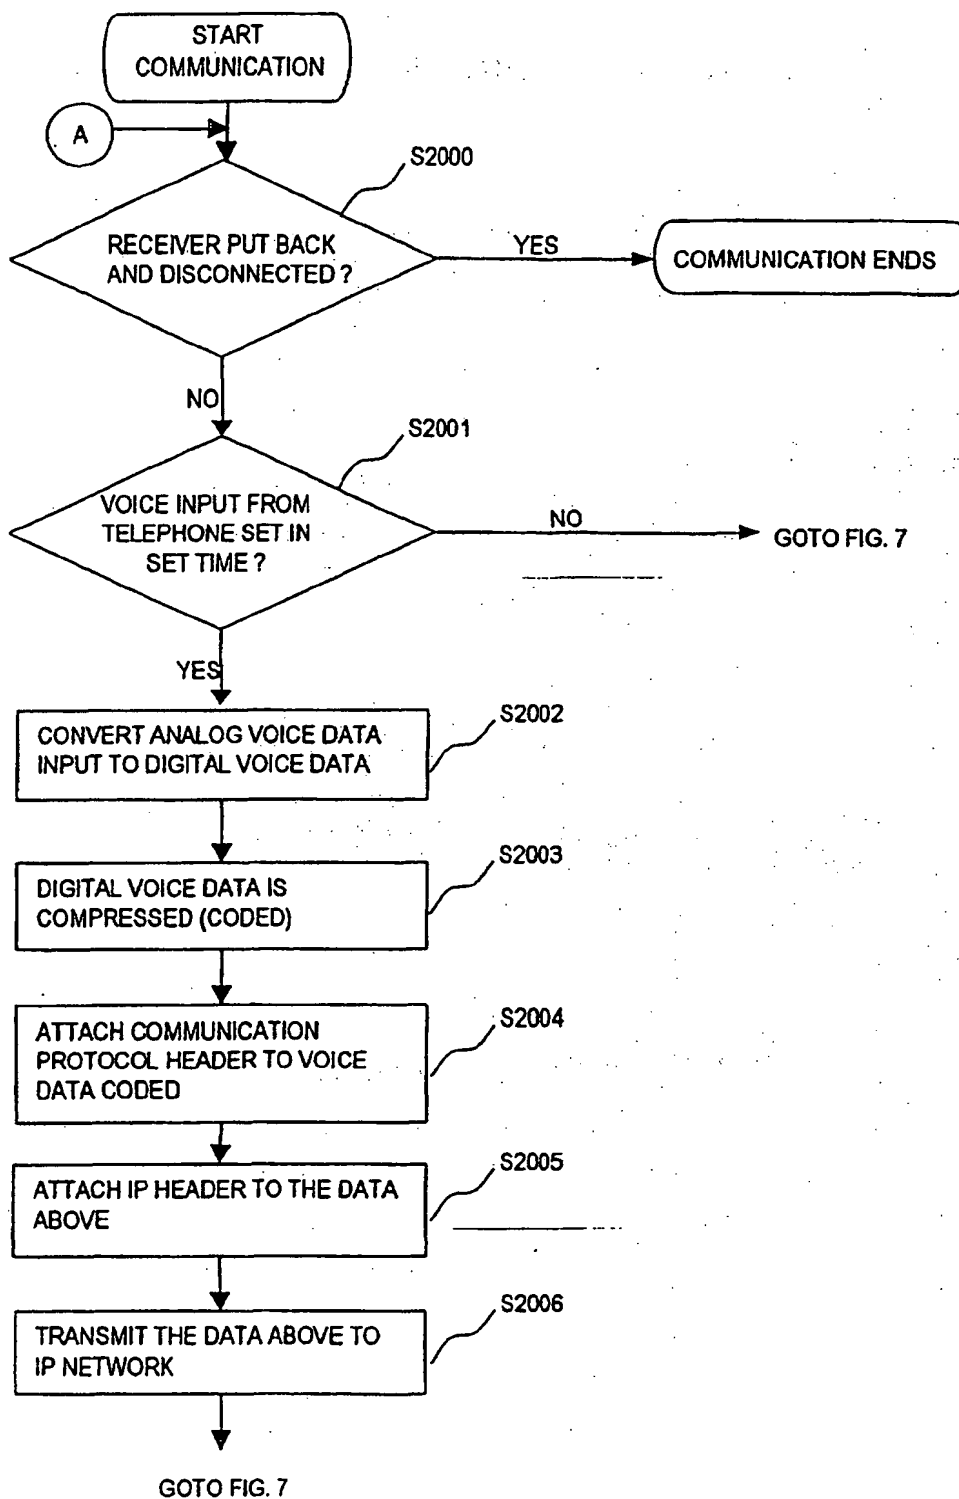 START
COMMUNICATION
A
S2000
RECEIVER PUT BACK
AND DISCONNECTED ?
YES
COMMUNICATION ENDS
NO
S2001
VOICE INPUT FROM
TELEPHONE SET IN
SET TIME ?
NO
GOTO FIG. 7
YES
S2002
CONVERT ANALOG VOICE DATA
INPUT TO DIGITAL VOICE DATA
S2003
DIGITAL VOICE DATA IS
COMPRESSED (CODED)
S2004
ATTACH COMMUNICATION
PROTOCOL HEADER TO VOICE
DATA CODED
S2005
ATTACH IP HEADER TO THE DATA
ABOVE
S2006
TRANSMIT THE DATA ABOVE TO
IP NETWORK
GOTO FIG. 7